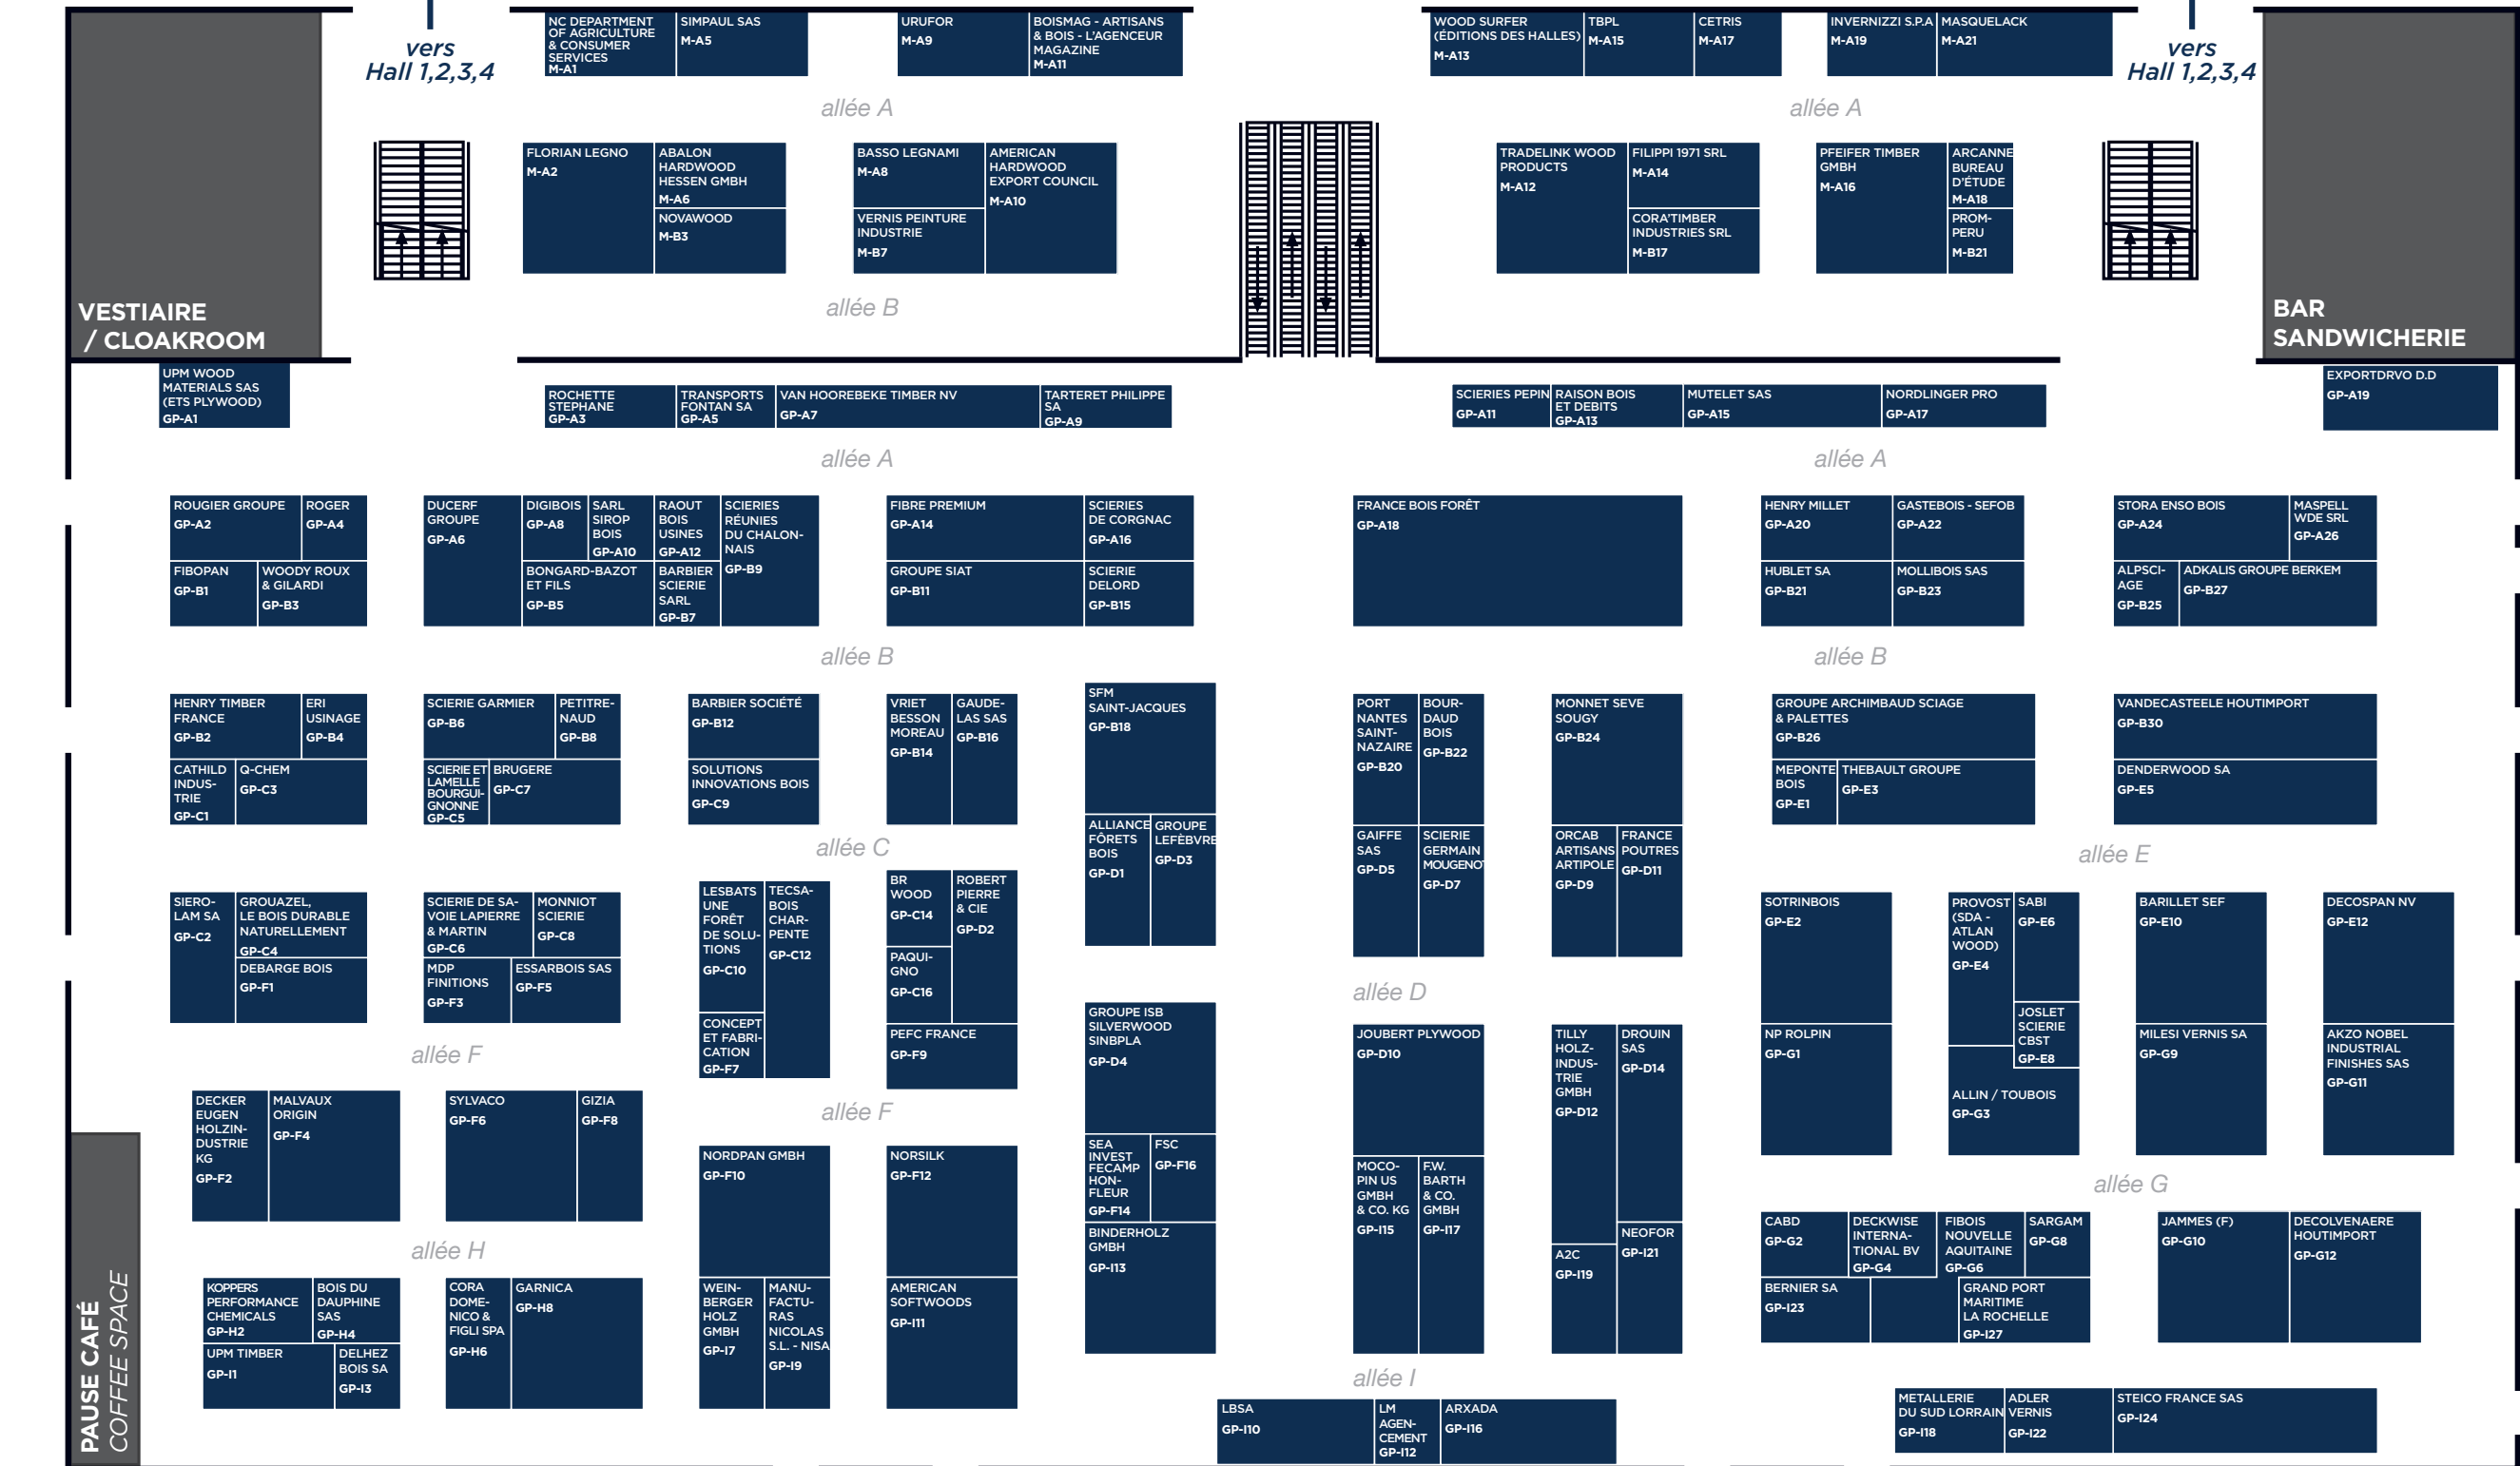 vers
Hall 1,2,3,4
NC DEPARTMENT
OF AGRICULTURE
& CONSUMER
SERVICES
M-A1
SIMPAUL SAS
M-A5
URUFOR
M-A9
BOISMAG - ARTISANS
& BOIS - L'AGENCEUR
MAGAZINE
M-A11
WOOD SURFER
(ÉDITIONS DES HALLES)
M-A13
TBPL
M-A15
CETRIS
M-A17
INVERNIZZI S.P.A
M-A19
MASQUELACK
M-A21
vers
Hall 1,2,3,4
allée A
allée A
FLORIAN LEGNO
M-A2
ABALON
HARDWOOD
HESSEN GMBH
M-A6
NOVAWOOD
M-B3
BASSO LEGNAMI
M-A8
VERNIS PEINTURE
INDUSTRIE
M-B7
AMERICAN
HARDWOOD
EXPORT COUNCIL
M-A10
TRADELINK WOOD
PRODUCTS
M-A12
FILIPPI 1971 SRL
M-A14
CORA'TIMBER
INDUSTRIES SRL
M-B17
PFEIFER TIMBER
GMBH
M-A16
ARCANNE
BUREAU
D'ÉTUDE
M-A18
PROM-
PERU
M-B21
VESTIAIRE
/ CLOAKROOM
allée B
BAR
SANDWICHERIE
UPM WOOD
MATERIALS SAS
(ETS PLYWOOD)
GP-A1
ROCHETTE
STEPHANE
GP-A3
TRANSPORTS
FONTAN SA
GP-A5
VAN HOOREBEKE TIMBER NV
GP-A7
TARTERET PHILIPPE
SA
GP-A9
SCIERIES PEPIN
GP-A11
RAISON BOIS
ET DEBITS
GP-A13
MUTELET SAS
GP-A15
NORDLINGER PRO
GP-A17
EXPORTDRVO D.D
GP-A19
allée A
allée A
ROUGIER GROUPE
GP-A2
ROGER
GP-A4
FIBOPAN
GP-B1
WOODY ROUX
& GILARDI
GP-B3
DUCERF
GROUPE
GP-A6
DIGIBOIS
GP-A8
SARL
SIROP
BOIS
GP-A10
RAOUT
BOIS
USINES
GP-A12
SCIERIES
RÉUNIES
DU CHALON-
NAIS
GP-B9
BONGARD-BAZOT
ET FILS
GP-B5
BARBIER
SCIERIE
SARL
GP-B7
FIBRE PREMIUM
GP-A14
SCIERIES
DE CORGNAC
GP-A16
GROUPE SIAT
GP-B11
SCIERIE
DELORD
GP-B15
FRANCE BOIS FORÊT
GP-A18
HENRY MILLET
GP-A20
GASTEBOIS - SEFOB
GP-A22
HUBLET SA
GP-B21
MOLLIBOIS SAS
GP-B23
STORA ENSO BOIS
GP-A24
MASPELL
WDE SRL
GP-A26
ALPSCI-
AGE
GP-B25
ADKALIS GROUPE BERKEM
GP-B27
allée B
allée B
HENRY TIMBER
FRANCE
GP-B2
ERI
USINAGE
GP-B4
CATHILD
INDUS-
TRIE
GP-C1
Q-CHEM
GP-C3
SCIERIE GARMIER
GP-B6
PETITRE-
NAUD
GP-B8
SCIERIE ET
LAMELLE
BOURGUI-
GNONNE
GP-C5
BRUGERE
GP-C7
BARBIER SOCIÉTÉ
GP-B12
SOLUTIONS
INNOVATIONS BOIS
GP-C9
VRIET
BESSON
MOREAU
GP-B14
GAUDE-
LAS SAS
GP-B16
SFM
SAINT-JACQUES
GP-B18
ALLIANCE
FÔRETS
BOIS
GP-D1
GROUPE
LEFÈBVRE
GP-D3
PORT
NANTES
SAINT-
NAZAIRE
GP-B20
BOUR-
DAUD
BOIS
GP-B22
GAIFFE
SAS
GP-D5
SCIERIE
GERMAIN
MOUGENOT
GP-D7
MONNET SEVE
SOUGY
GP-B24
ORCAB
ARTISANS
ARTIPOLE
GP-D9
FRANCE
POUTRES
GP-D11
GROUPE ARCHIMBAUD SCIAGE
& PALETTES
GP-B26
MEPONTE
BOIS
GP-E1
THEBAULT GROUPE
GP-E3
VANDECASTEELE HOUTIMPORT
GP-B30
DENDERWOOD SA
GP-E5
allée C
allée E
SIERO-
LAM SA
GP-C2
GROUAZEL,
LE BOIS DURABLE
NATURELLEMENT
GP-C4
DEBARGE BOIS
GP-F1
SCIERIE DE SA-
VOIE LAPIERRE
& MARTIN
GP-C6
MONNIOT
SCIERIE
GP-C8
MDP
FINITIONS
GP-F3
ESSARBOIS SAS
GP-F5
LESBATS
UNE
FORÊT
DE SOLU-
TIONS
GP-C10
TECSA-
BOIS
CHAR-
PENTE
GP-C12
CONCEPT
ET FABRI-
CATION
GP-F7
BR
WOOD
GP-C14
ROBERT
PIERRE
& CIE
GP-D2
PAQUI-
GNO
GP-C16
PEFC FRANCE
GP-F9
allée D
SOTRINBOIS
GP-E2
NP ROLPIN
GP-G1
PROVOST
(SDA -
ATLAN
WOOD)
GP-E4
SABI
GP-E6
JOSLET
SCIERIE
CBST
GP-E8
ALLIN / TOUBOIS
GP-G3
BARILLET SEF
GP-E10
MILESI VERNIS SA
GP-G9
DECOSPAN NV
GP-E12
AKZO NOBEL
INDUSTRIAL
FINISHES SAS
GP-G11
GROUPE ISB
SILVERWOOD
SINBPLA
GP-D4
SEA
INVEST
FECAMP
HON-
FLEUR
GP-F14
FSC
GP-F16
BINDERHOLZ
GMBH
GP-I13
JOUBERT PLYWOOD
GP-D10
MOCO-
PIN US
GMBH
& CO. KG
GP-I15
F.W.
BARTH
& CO.
GMBH
GP-I17
TILLY
HOLZ-
INDUS-
TRIE
GMBH
GP-D12
DROUIN
SAS
GP-D14
A2C
GP-I19
NEOFOR
GP-I21
allée F
allée F
DECKER
EUGEN
HOLZIN-
DUSTRIE
KG
GP-F2
MALVAUX
ORIGIN
GP-F4
SYLVACO
GP-F6
GIZIA
GP-F8
NORDPAN GMBH
GP-F10
WEIN-
BERGER
HOLZ
GMBH
GP-I7
MANU-
FACTU-
RAS
NICOLAS
S.L. - NISA
GP-I9
NORSILK
GP-F12
AMERICAN
SOFTWOODS
GP-I11
allée G
allée H
CABD
GP-G2
DECKWISE
INTERNA-
TIONAL BV
GP-G4
FIBOIS
NOUVELLE
AQUITAINE
GP-G6
SARGAM
GP-G8
BERNIER SA
GP-I23
GRAND PORT
MARITIME
LA ROCHELLE
GP-I27
JAMMES (F)
GP-G10
DECOLVENAERE
HOUTIMPORT
GP-G12
PAUSE CAFÉ
COFFEE SPACE
KOPPERS
PERFORMANCE
CHEMICALS
GP-H2
BOIS DU
DAUPHINE
SAS
GP-H4
UPM TIMBER
GP-I1
DELHEZ
BOIS SA
GP-I3
CORA
DOME-
NICO &
FIGLI SPA
GP-H6
GARNICA
GP-H8
allée I
LBSA
GP-I10
LM
AGEN-
CEMENT
GP-I12
ARXADA
GP-I16
METALLERIE
DU SUD LORRAIN
GP-I18
ADLER
VERNIS
GP-I22
STEICO FRANCE SAS
GP-I24